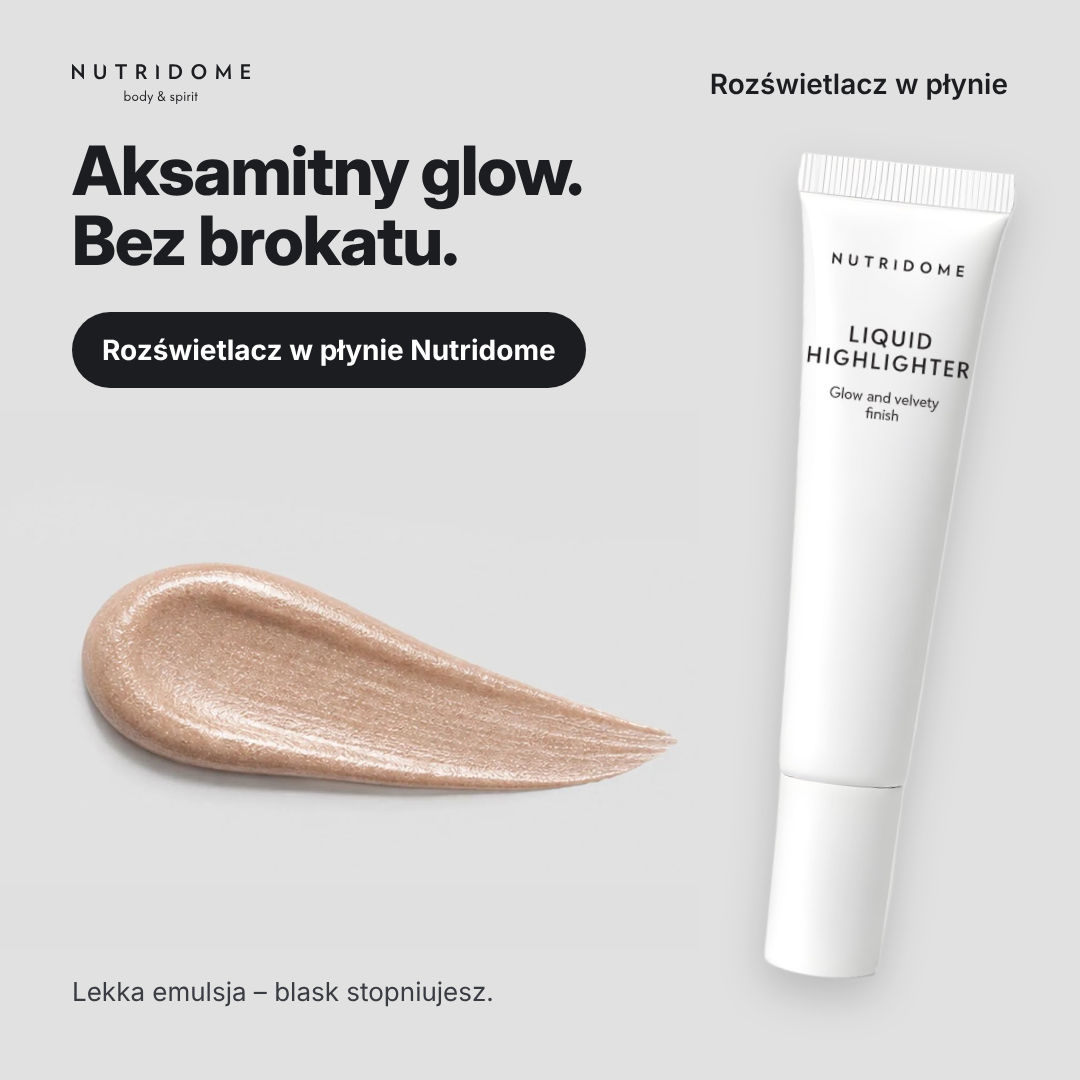 NUTRIDOME
body & spirit
Rozświetlacz w płynie
Aksamitny glow.
Bez brokatu.
Rozświetlacz w płynie Nutridome
NUTRIDOME
LIQUID
HIGHLIGHTER
Glow and velvety
finish
Lekka emulsja – blask stopniujesz.